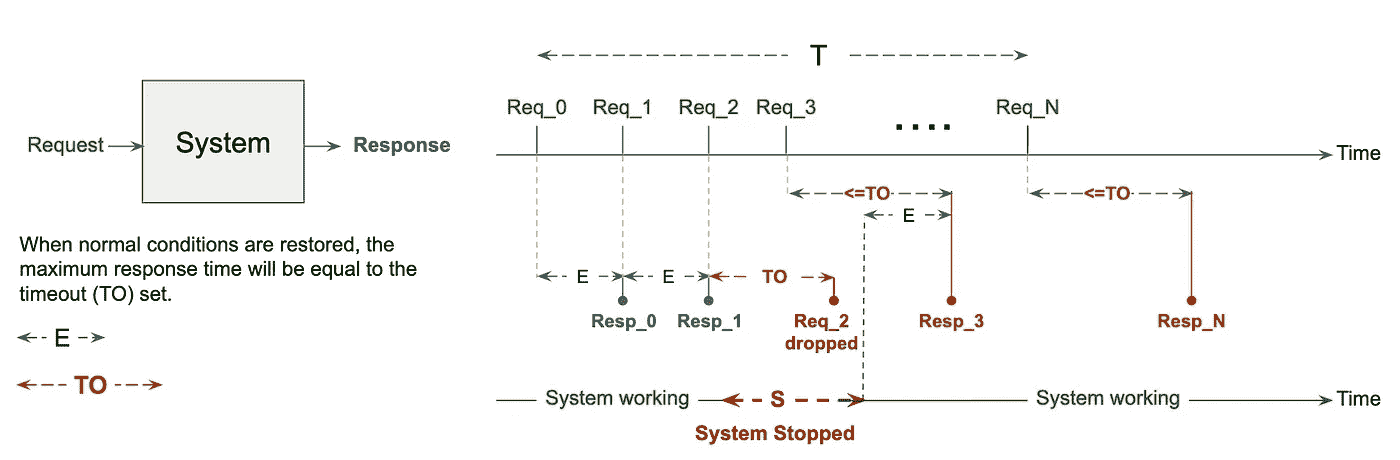 T
Req_0 Req_1 Req_2 Req_3 Req_N
....
Request System Response
Time
<=TO <=TO
E
When normal conditions are restored, the
maximum response time will be equal to the
timeout (TO) set.
E E TO
Resp_0 Resp_1 Req_2 Resp_3 Resp_N
dropped
E
TO
System working S System working Time
System Stopped